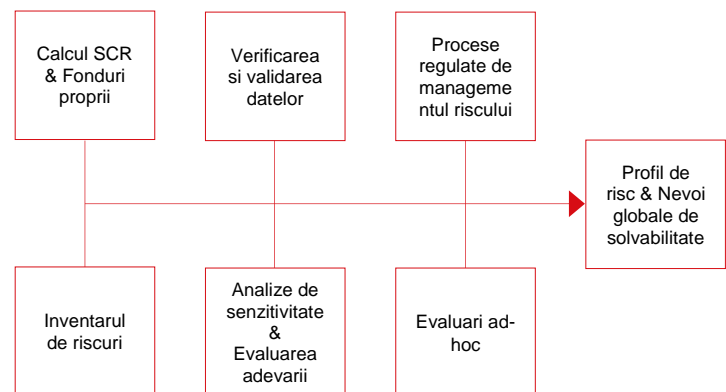 Calcul SCR
& Fonduri
proprii
Verificarea
si validarea
datelor
Procese
regulate de
manageme
ntul riscului
Profil de
risc & Nevoi
globale de
solvabilitate
Inventarul
de riscuri
Analize de
senzitivitate
&
Evaluarea
adevarii
Evaluari ad-
hoc